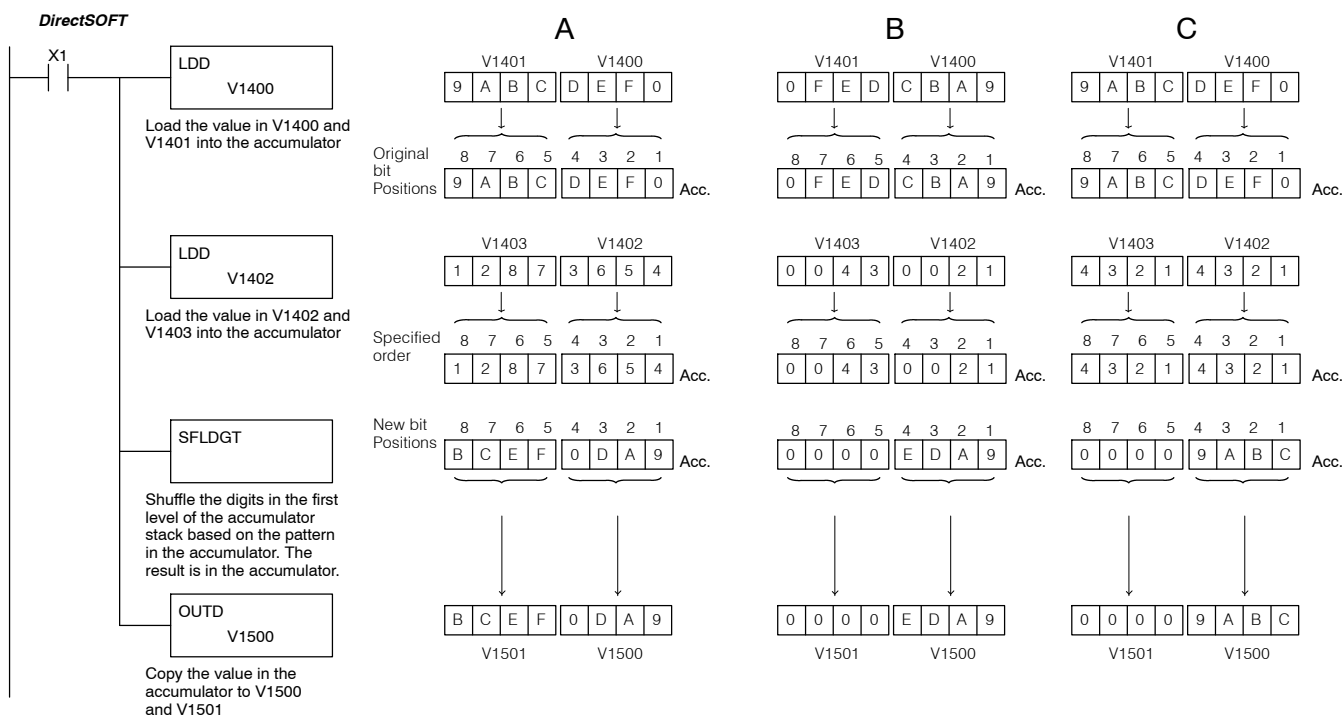 DirectSOFT
X1
LDD
V1400
Load the value in V1400 and
V1401 into the accumulator
LDD
V1402
Load the value in V1402 and
V1403 into the accumulator
SFLDGT
Shuffle the digits in the first
level of the accumulator
stack based on the pattern
in the accumulator. The
result is in the accumulator.
OUTD
V1500
Copy the value in the
accumulator to V1500
and V1501
Original
bit
Positions
Specified
order
New bit
Positions
A
V1401 V1400
9 A B C D E F 0
8 7 6 5 4 3 2 1
9 A B C D E F 0 Acc.
V1403 V1402
1 2 8 7 3 6 5 4
8 7 6 5 4 3 2 1
1 2 8 7 3 6 5 4 Acc.
8 7 6 5 4 3 2 1
B C E F 0 D A 9 Acc.
B C E F 0 D A 9
V1501 V1500
B
V1401 V1400
0 F E D C B A 9
8 7 6 5 4 3 2 1
0 F E D C B A 9 Acc.
V1403 V1402
0 0 4 3 0 0 2 1
8 7 6 5 4 3 2 1
0 0 4 3 0 0 2 1 Acc.
8 7 6 5 4 3 2 1
0 0 0 0 E D A 9 Acc.
0 0 0 0 E D A 9
V1501 V1500
C
V1401 V1400
9 A B C D E F 0
8 7 6 5 4 3 2 1
9 A B C D E F 0 Acc.
V1403 V1402
4 3 2 1 4 3 2 1
8 7 6 5 4 3 2 1
4 3 2 1 4 3 2 1 Acc.
8 7 6 5 4 3 2 1
0 0 0 0 9 A B C Acc.
0 0 0 0 9 A B C
V1501 V1500